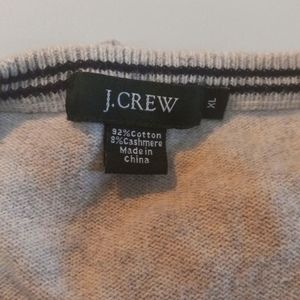 J.CREW
XL
92%Cotton
8%Cashmere
Made in
China